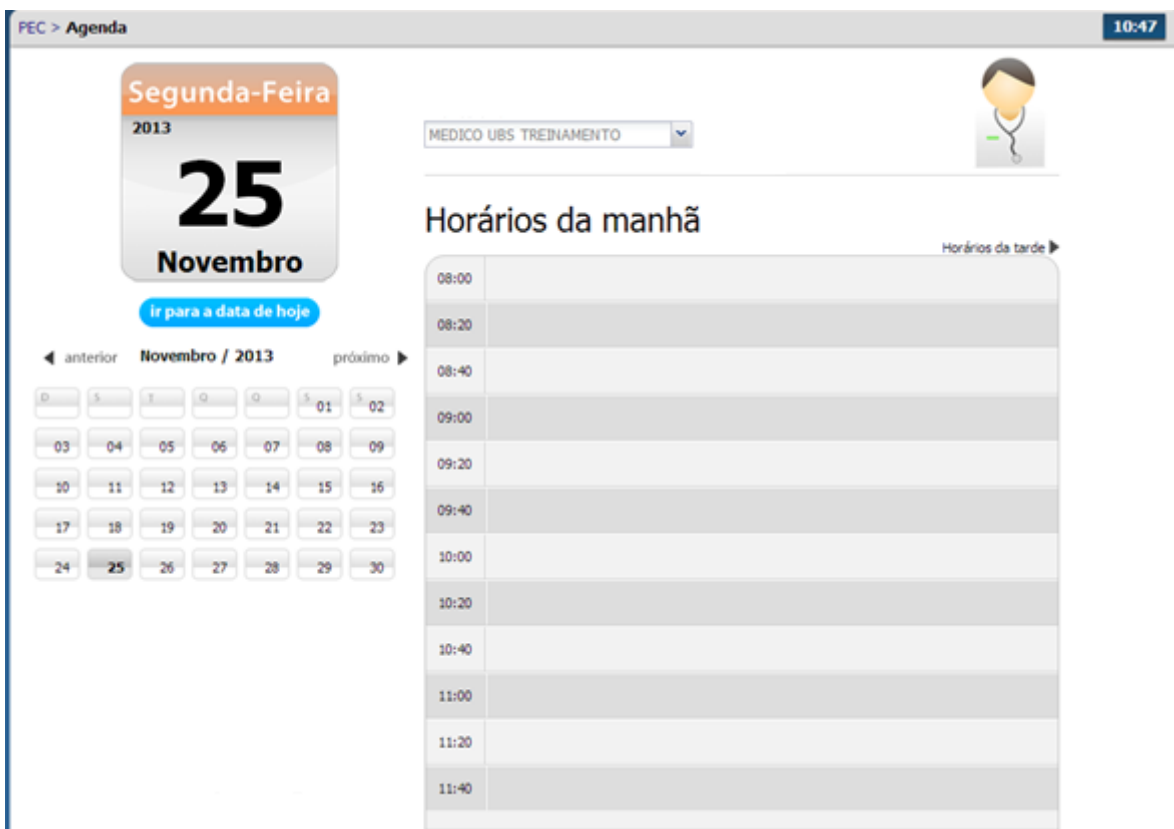 PEC > Agenda
10:47
Segunda-Feira
2013
25
Novembro
ir para a data de hoje
anterior Novembro / 2013 próximo
D S T Q Q S 01 S 02
03 04 05 06 07 08 09
10 11 12 13 14 15 16
17 18 19 20 21 22 23
24 25 26 27 28 29 30
MEDICO UBS TREINAMENTO
Horários da manhã
Horários da tarde
08:00
08:20
08:40
09:00
09:20
09:40
10:00
10:20
10:40
11:00
11:20
11:40